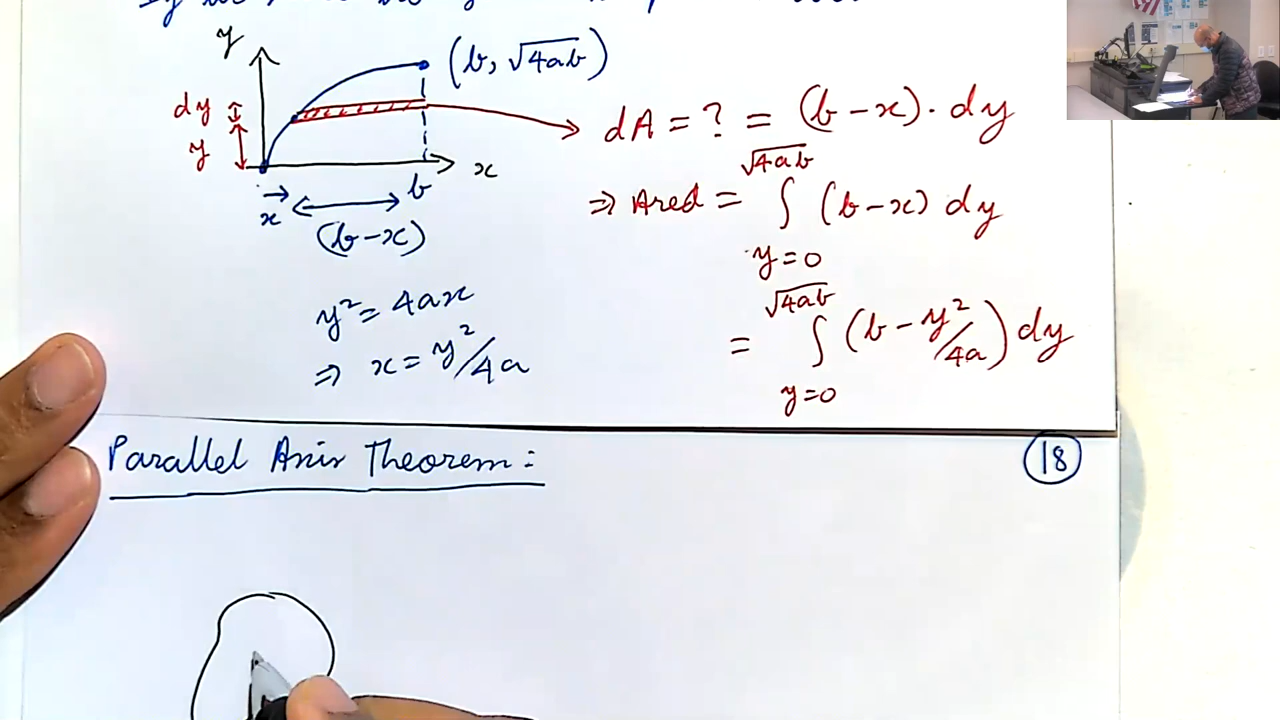 y
(b, √4ab)
dy
y
x
b
x
(b-x)
dA = ? = (b-x)·dy
⇒ Ared = ∫ (b-x) dy
√4ab
y=0
y² = 4ax
⇒ x = y²/4a
= ∫ (b - y²/4a) dy
√4ab
y=0
Parallel Axis Theorem:
18